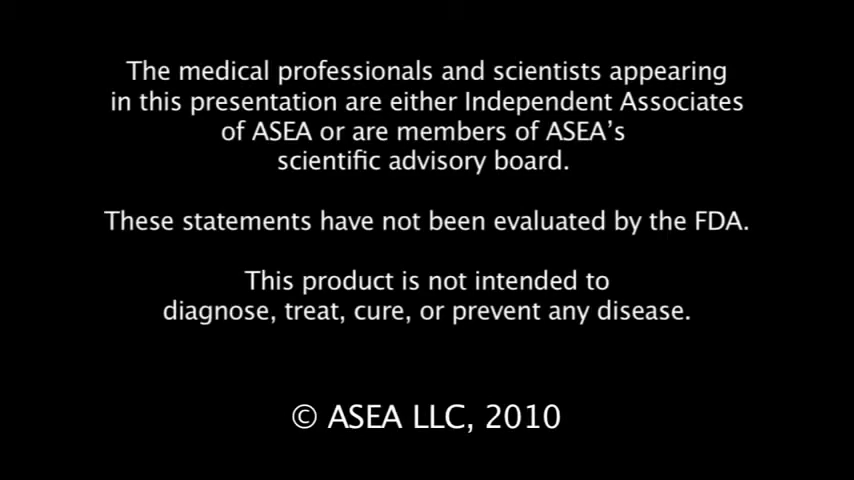 The medical professionals and scientists appearing
in this presentation are either Independent Associates
of ASEA or are members of ASEA’s
scientific advisory board.
These statements have not been evaluated by the FDA.
This product is not intended to
diagnose, treat, cure, or prevent any disease.
© ASEA LLC, 2010